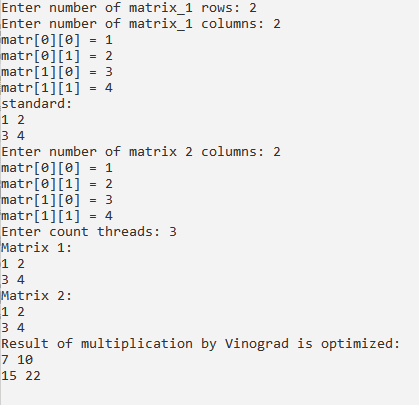 Enter number of matrix_1 rows: 2
Enter number of matrix_1 columns: 2
matr[0][0] = 1
matr[0][1] = 2
matr[1][0] = 3
matr[1][1] = 4
standard:
1 2
3 4
Enter number of matrix 2 columns: 2
matr[0][0] = 1
matr[0][1] = 2
matr[1][0] = 3
matr[1][1] = 4
Enter count threads: 3
Matrix 1:
1 2
3 4
Matrix 2:
1 2
3 4
Result of multiplication by Vinograd is optimized:
7 10
15 22